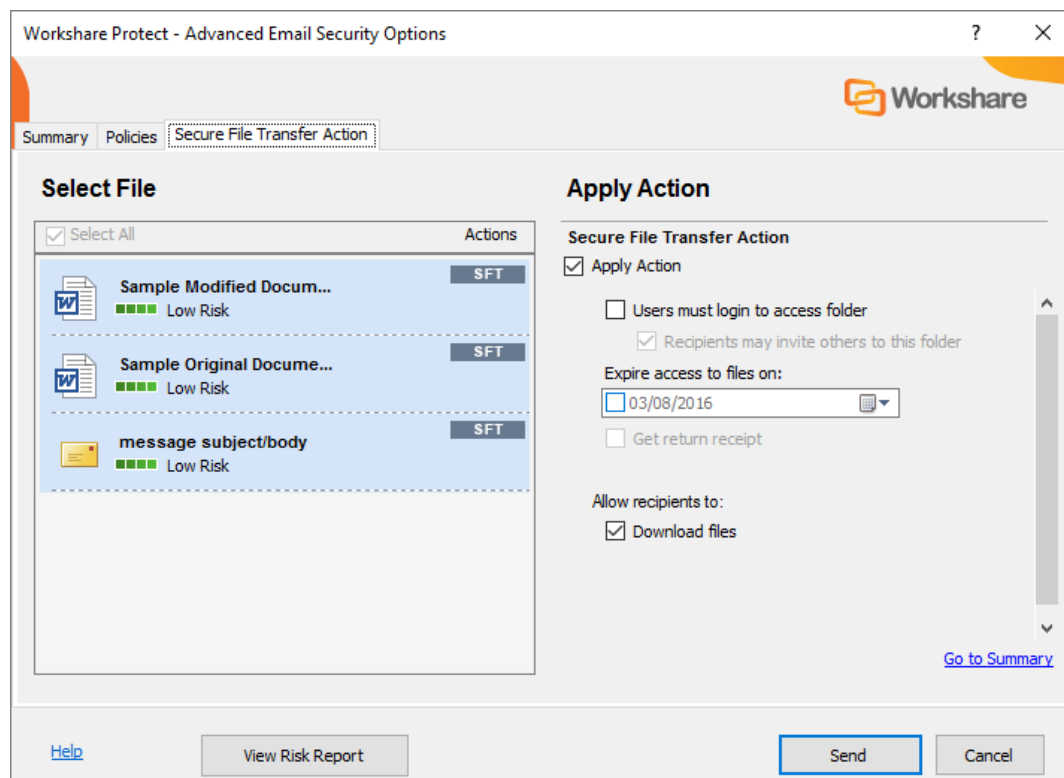 Workshare Protect - Advanced Email Security Options
?
Workshare
Summary
Policies
Secure File Transfer Action
Select File
Select All
Actions
SFT
Sample Modified Docum...
Low Risk
SFT
Sample Original Docume...
Low Risk
SFT
message subject/body
Low Risk
Apply Action
Secure File Transfer Action
Apply Action
Users must login to access folder
Recipients may invite others to this folder
Expire access to files on:
03/08/2016
Get return receipt
Allow recipients to:
Download files
Go to Summary
Help
View Risk Report
Send
Cancel